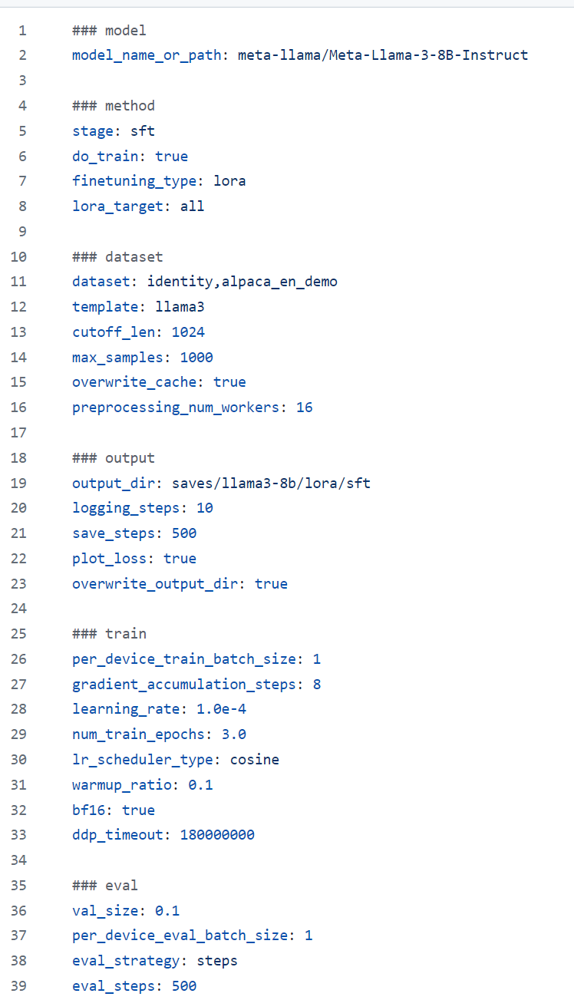 1 ### model
2 model_name_or_path: meta-llama/Meta-Llama-3-8B-Instruct
3
4 ### method
5 stage: sft
6 do_train: true
7 finetuning_type: lora
8 lora_target: all
9
10 ### dataset
11 dataset: identity,alpaca_en_demo
12 template: llama3
13 cutoff_len: 1024
14 max_samples: 1000
15 overwrite_cache: true
16 preprocessing_num_workers: 16
17
18 ### output
19 output_dir: saves/llama3-8b/lora/sft
20 logging_steps: 10
21 save_steps: 500
22 plot_loss: true
23 overwrite_output_dir: true
24
25 ### train
26 per_device_train_batch_size: 1
27 gradient_accumulation_steps: 8
28 learning_rate: 1.0e-4
29 num_train_epochs: 3.0
30 lr_scheduler_type: cosine
31 warmup_ratio: 0.1
32 bf16: true
33 ddp_timeout: 180000000
34
35 ### eval
36 val_size: 0.1
37 per_device_eval_batch_size: 1
38 eval_strategy: steps
39 eval_steps: 500